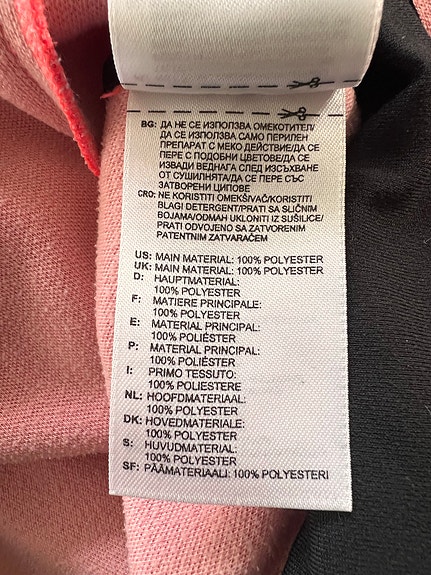 BG: ДА НЕ СЕ ИЗПОЛЗВА ОМЕКОТИТЕЛ/
ДА СЕ ИЗПОЛЗВА САМО ПЕРИЛЕН
ПРЕПАРАТ С МЕКО ДЕЙСТВИЕ/ДА СЕ
ПЕРЕ С ПОДОБНИ ЦВЕТОВЕ/ДА СЕ
ИЗВАДИ ВЕДНАГА СЛЕД ИЗСЪХВАНЕ
ОТ СУШИЛНЯТА/ДА СЕ ПЕРЕ СЪС
ЗАТВОРЕНИ ЦИПОВЕ
CRO: NE KORISTITI OMEKŠIVAČ/KORISTITI
BLAGI DETERGENT/PRATI SA SLIČNIM
BOJAMA/ODMAH UKLONITI IZ SUŠILICE/
PRATI ODVOJENO SA ZATVORENIM
PATENTNIM ZATVARAČEM
US: MAIN MATERIAL: 100% POLYESTER
UK: MAIN MATERIAL: 100% POLYESTER
D: HAUPTMATERIAL:
100% POLYESTER
F: MATIERE PRINCIPALE:
100% POLYESTER
E: MATERIAL PRINCIPAL:
100% POLIÉSTER
P: MATERIAL PRINCIPAL:
100% POLIÉSTER
I: PRIMO TESSUTO:
100% POLIESTERE
NL: HOOFDMATERIAAL:
100% POLYESTER
DK: HOVEDMATERIALE:
100% POLYESTER
S: HUVUDMATERIAL:
100% POLYESTER
SF: PÄÄMATERIAALI: 100% POLYESTERI